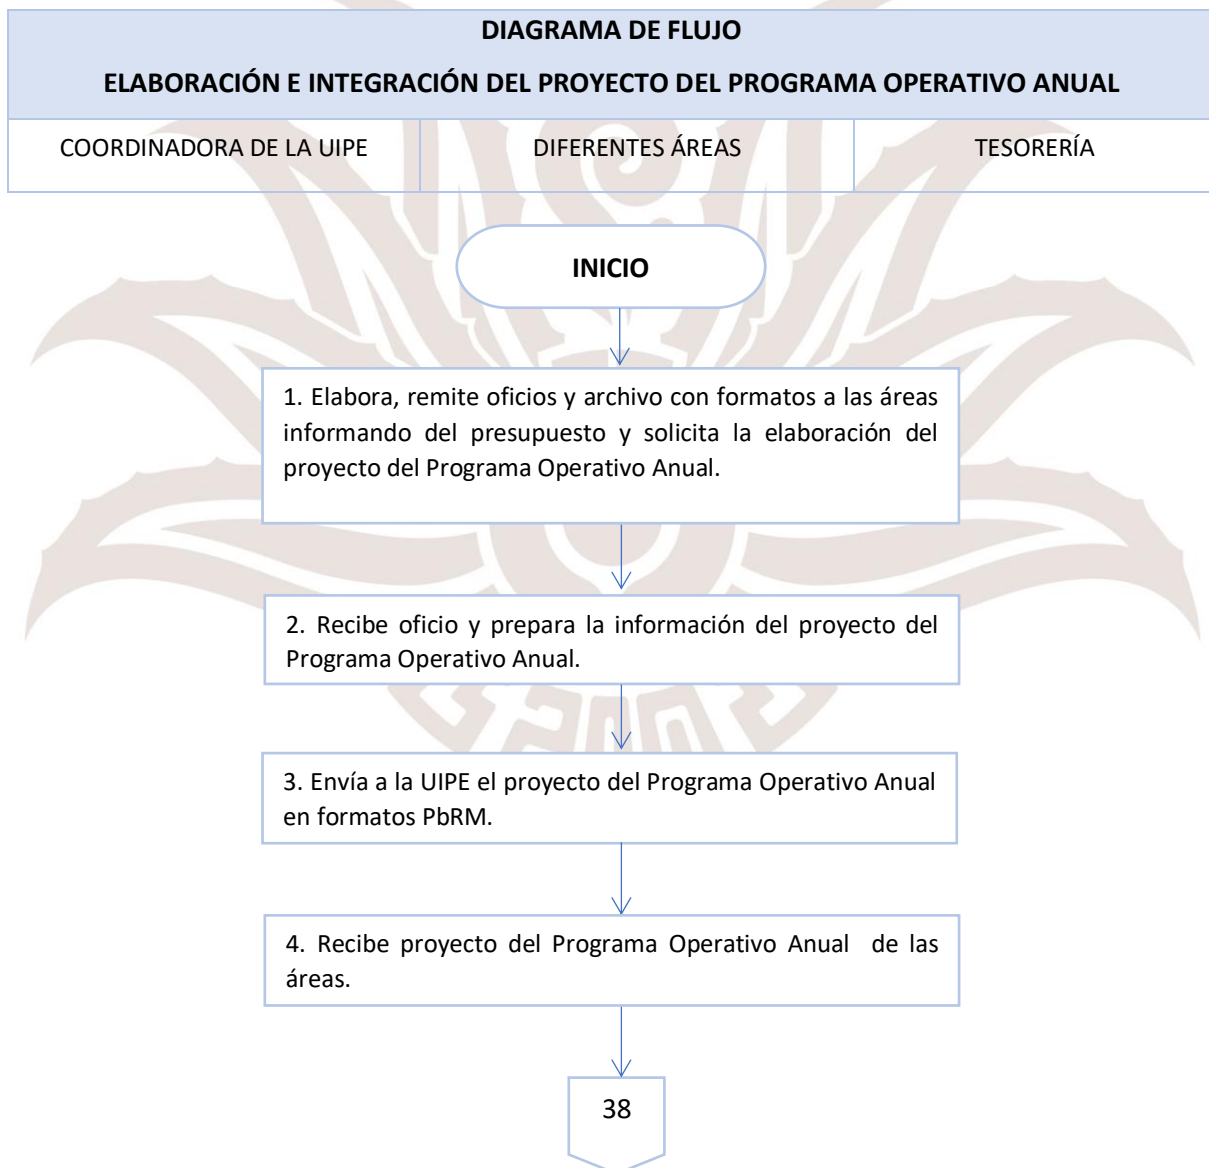 DIAGRAMA DE FLUJO
ELABORACIÓN E INTEGRACIÓN DEL PROYECTO DEL PROGRAMA OPERATIVO ANUAL
COORDINADORA DE LA UIPE
DIFERENTES ÁREAS
TESORERÍA
INICIO
1. Elabora, remite oficios y archivo con formatos a las áreas
informando del presupuesto y solicita la elaboración del
proyecto del Programa Operativo Anual.
2. Recibe oficio y prepara la información del proyecto del
Programa Operativo Anual.
3. Envía a la UIPE el proyecto del Programa Operativo Anual
en formatos PbRM.
4. Recibe proyecto del Programa Operativo Anual de las
áreas.
38